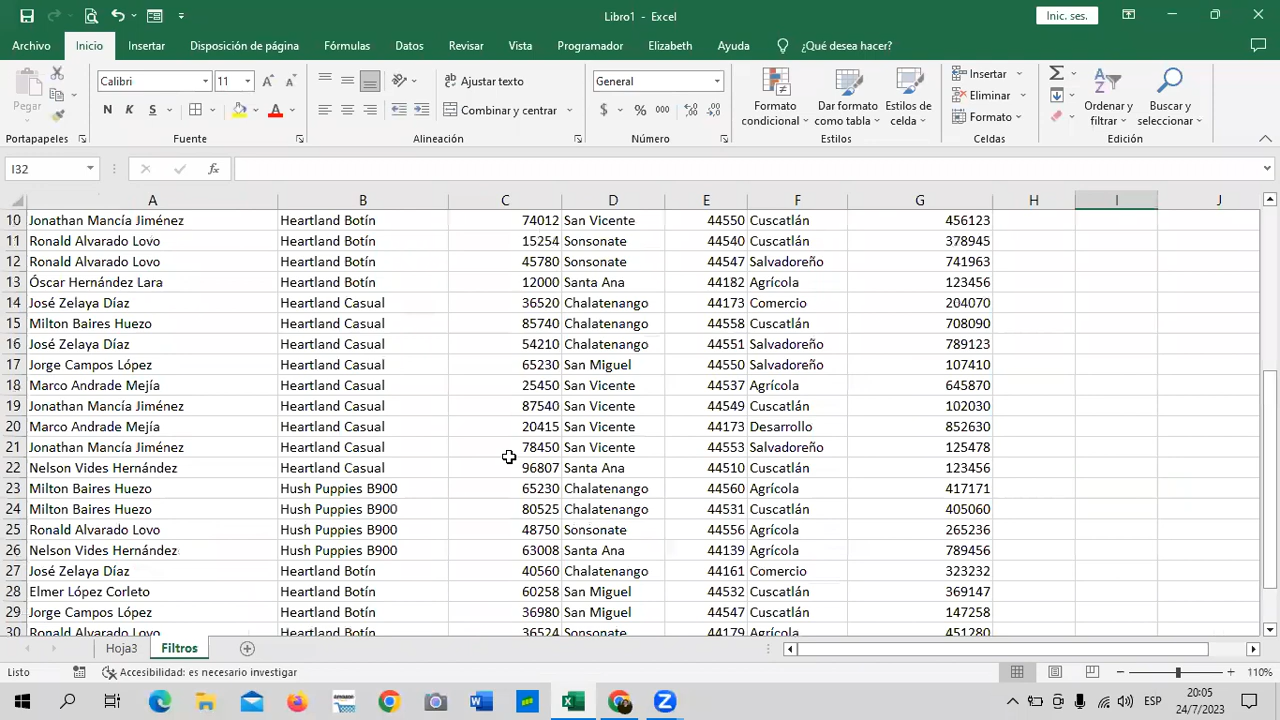 Libro1 - Excel
Inic. ses.
Archivo Inicio Insertar Disposición de página Fórmulas Datos Revisar Vista Programador Elizabeth Ayuda ¿Qué desea hacer?
Pegar
Calibri 11
N K S
Ajustar texto
Combinar y centrar
General
$ % 000
Formato condicional
Dar formato como tabla
Estilos de celda
Insertar
Eliminar
Formato
Ordenar y filtrar
Buscar y seleccionar
Portapapeles Fuente Alineación Número Estilos Celdas Edición
I32 fx
A B C D E F G H I J
10 Jonathan Mancía Jiménez Heartland Botín 74012 San Vicente 44550 Cuscatlán 456123
11 Ronald Alvarado Lovo Heartland Botín 15254 Sonsonate 44540 Cuscatlán 378945
12 Ronald Alvarado Lovo Heartland Botín 45780 Sonsonate 44547 Salvadoreño 741963
13 Óscar Hernández Lara Heartland Botín 12000 Santa Ana 44182 Agrícola 123456
14 José Zelaya Díaz Heartland Casual 36520 Chalatenango 44173 Comercio 204070
15 Milton Baires Huezo Heartland Casual 85740 Chalatenango 44558 Cuscatlán 708090
16 José Zelaya Díaz Heartland Casual 54210 Chalatenango 44551 Salvadoreño 789123
17 Jorge Campos López Heartland Casual 65230 San Miguel 44550 Salvadoreño 107410
18 Marco Andrade Mejía Heartland Casual 25450 San Vicente 44537 Agrícola 645870
19 Jonathan Mancía Jiménez Heartland Casual 87540 San Vicente 44549 Cuscatlán 102030
20 Marco Andrade Mejía Heartland Casual 20415 San Vicente 44173 Desarrollo 852630
21 Jonathan Mancía Jiménez Heartland Casual 78450 San Vicente 44553 Salvadoreño 125478
22 Nelson Vides Hernández Heartland Casual 96807 Santa Ana 44510 Cuscatlán 123456
23 Milton Baires Huezo Hush Puppies B900 65230 Chalatenango 44560 Agrícola 417171
24 Milton Baires Huezo Hush Puppies B900 80525 Chalatenango 44531 Cuscatlán 405060
25 Ronald Alvarado Lovo Hush Puppies B900 48750 Sonsonate 44556 Agrícola 265236
26 Nelson Vides Hernández Hush Puppies B900 63008 Santa Ana 44139 Agrícola 789456
27 José Zelaya Díaz Heartland Botín 40560 Chalatenango 44161 Comercio 323232
28 Elmer López Corleto Heartland Botín 60258 San Miguel 44532 Cuscatlán 369147
29 Jorge Campos López Heartland Botín 36980 San Miguel 44547 Cuscatlán 147258
30 Ronald Alvarado Lovo Heartland Botín 36524 Sonsonate 44179 Agrícola 451280
Hoja3 Filtros
Listo Accesibilidad: es necesario investigar 110%
ESP
20:05
24/7/2023